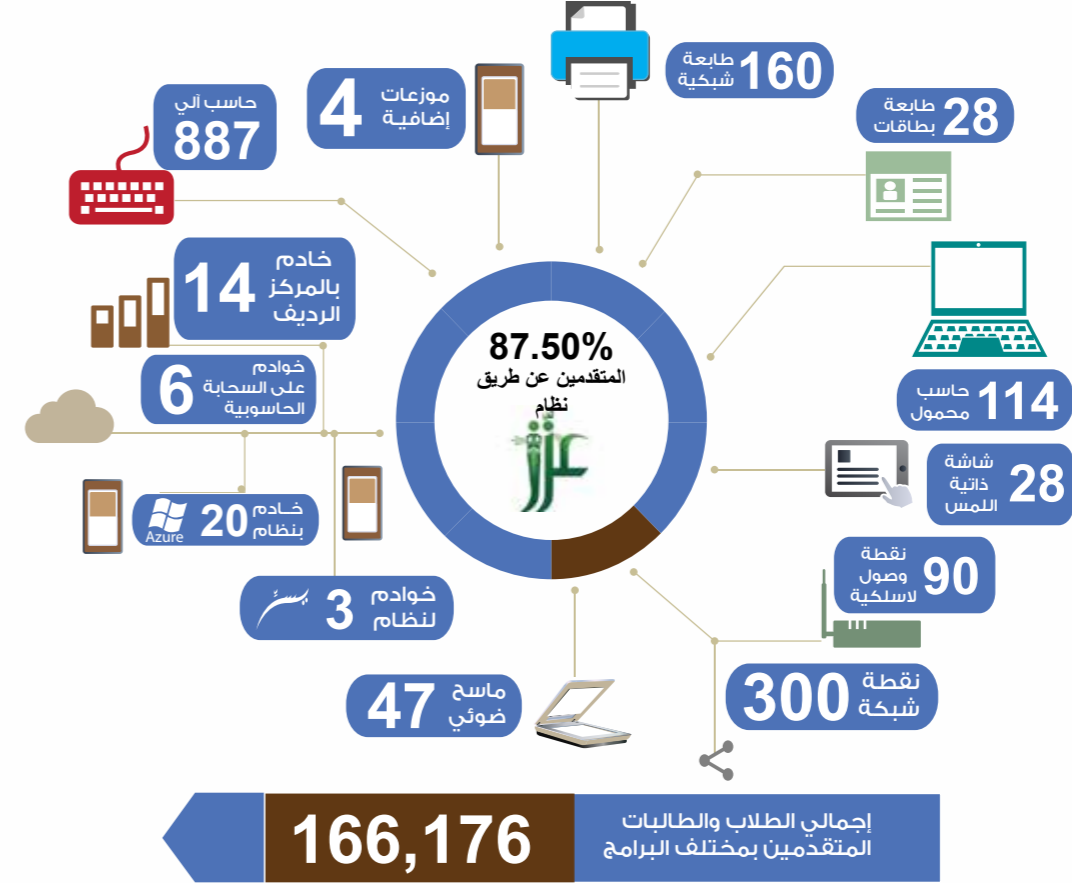 طابعة
شبكية
160
طابعة
بطاقات
28
موزعات
إضافية
4
حاسب آلي
887
خادم
بالمركز
الرديف
14
خوادم
على السحابة
الحاسوبية
6
خادم
بنظام
20
Azure
خوادم
لنظام
3
87.50%
المتقدمين عن طريق
نظام
حاسب
محمول
114
شاشة
ذاتية
اللمس
28
نقطة
وصول
لاسلكية
90
نقطة
شبكة
300
ماسح
ضوئي
47
إجمالي الطلاب والطالبات
المتقدمين بمختلف البرامج
166,176